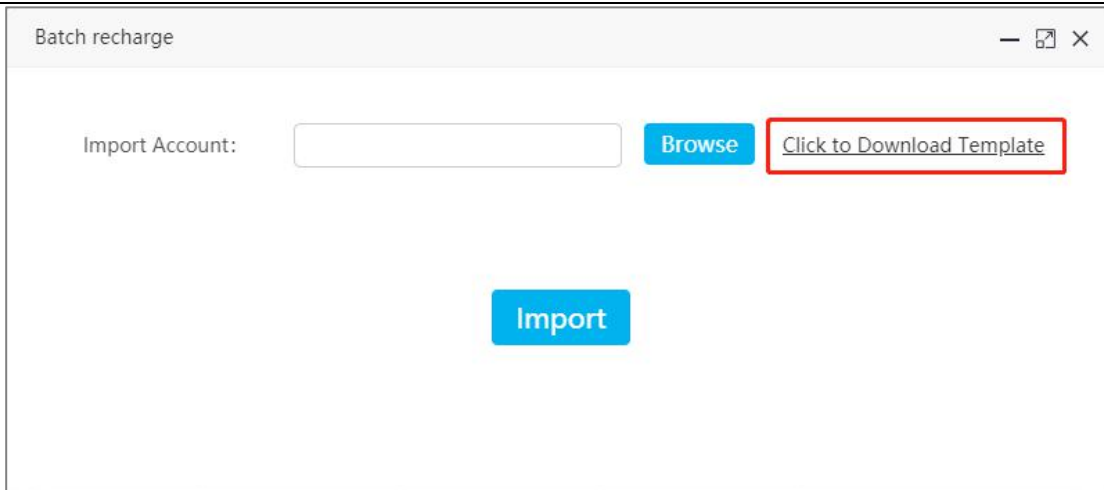 Batch recharge
Import Account: Browse Click to Download Template
Import